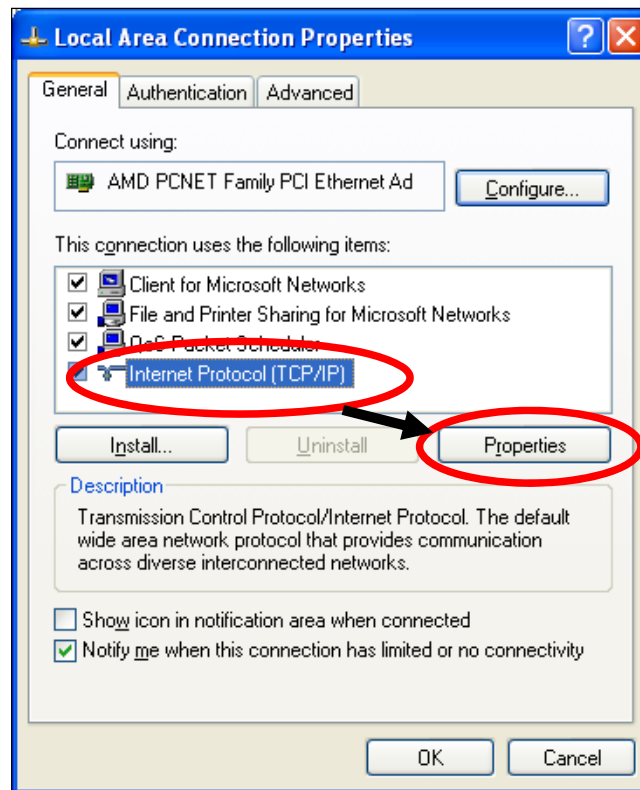 Local Area Connection Properties
General Authentication Advanced
Connect using:
AMD PCNET Family PCI Ethernet Ad
Configure...
This connection uses the following items:
Client for Microsoft Networks
File and Printer Sharing for Microsoft Networks
QoS Packet Scheduler
Internet Protocol (TCP/IP)
Install... Uninstall Properties
Description
Transmission Control Protocol/Internet Protocol. The default
wide area network protocol that provides communication
across diverse interconnected networks.
Show icon in notification area when connected
Notify me when this connection has limited or no connectivity
OK Cancel